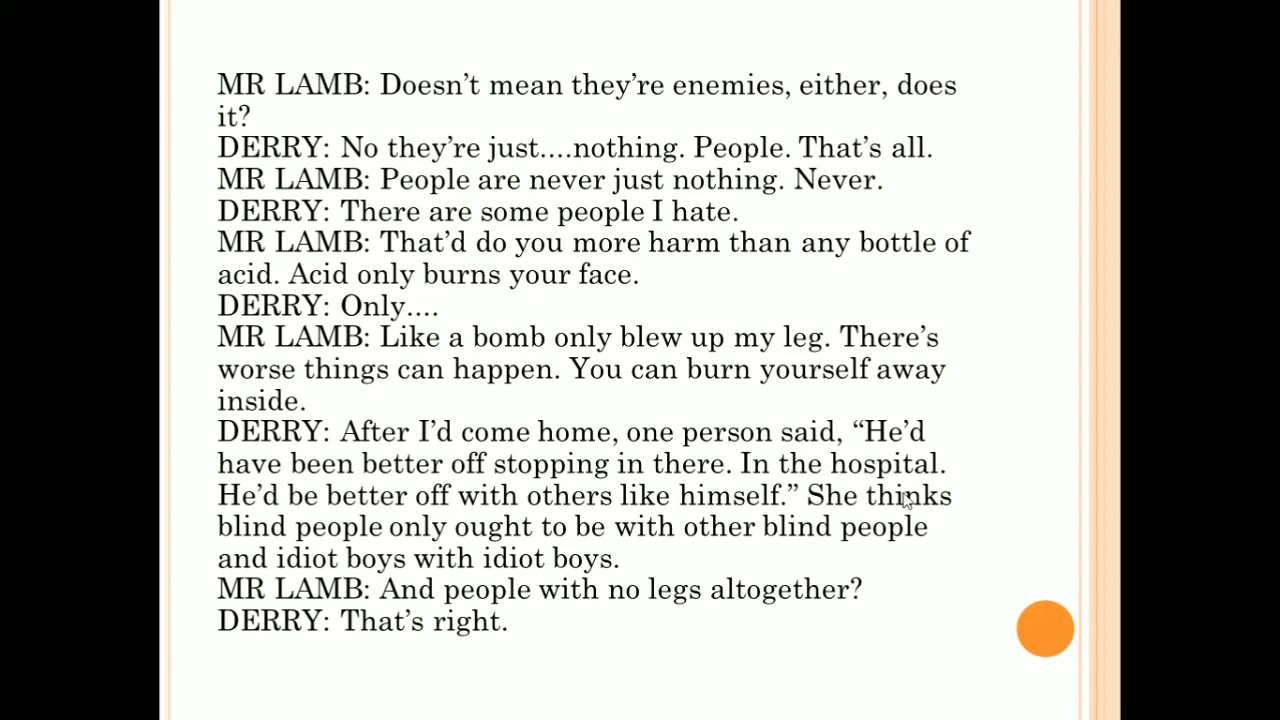 MR LAMB: Doesn’t mean they’re enemies, either, does
it?
DERRY: No they’re just....nothing. People. That’s all.
MR LAMB: People are never just nothing. Never.
DERRY: There are some people I hate.
MR LAMB: That’d do you more harm than any bottle of
acid. Acid only burns your face.
DERRY: Only....
MR LAMB: Like a bomb only blew up my leg. There’s
worse things can happen. You can burn yourself away
inside.
DERRY: After I’d come home, one person said, “He’d
have been better off stopping in there. In the hospital.
He’d be better off with others like himself.” She thinks
blind people only ought to be with other blind people
and idiot boys with idiot boys.
MR LAMB: And people with no legs altogether?
DERRY: That’s right.